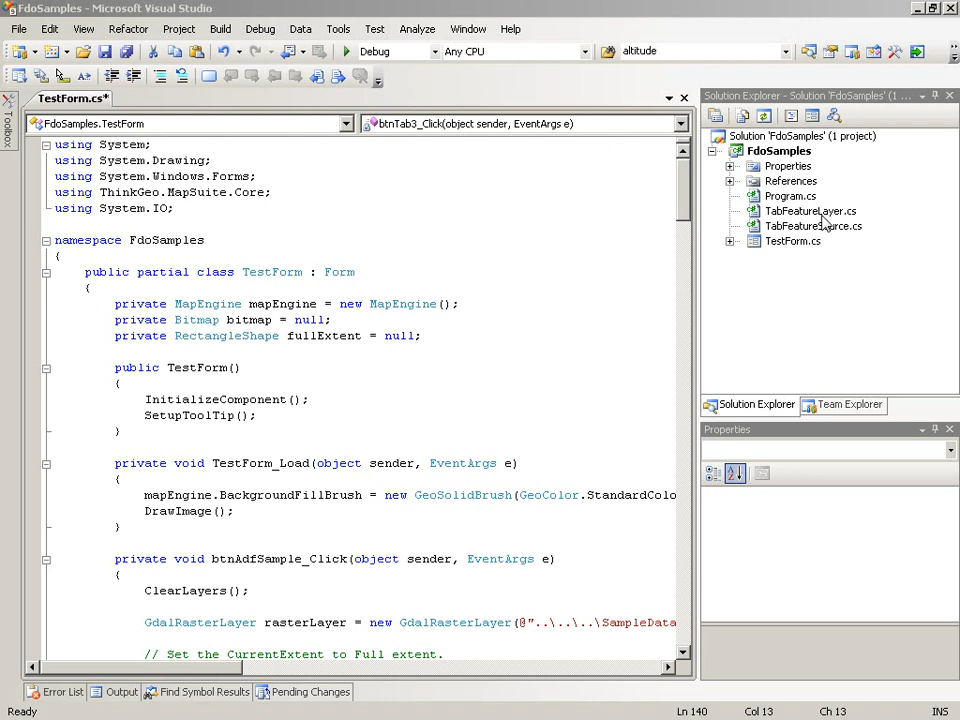 FdoSamples - Microsoft Visual Studio
File Edit View Refactor Project Build Debug Data Tools Test Analyze Window Help
Debug Any CPU altitude
TestForm.cs*
Toolbox
FdoSamples.TestForm btnTab3_Click(object sender, EventArgs e)
using System;
using System.Drawing;
using System.Windows.Forms;
using ThinkGeo.MapSuite.Core;
using System.IO;
namespace FdoSamples
{
public partial class TestForm : Form
{
private MapEngine mapEngine = new MapEngine();
private Bitmap bitmap = null;
private RectangleShape fullExtent = null;
public TestForm()
{
InitializeComponent();
SetupToolTip();
}
private void TestForm_Load(object sender, EventArgs e)
{
mapEngine.BackgroundFillBrush = new GeoSolidBrush(GeoColor.StandardColo
DrawImage();
}
private void btnAdfSample_Click(object sender, EventArgs e)
{
ClearLayers();
GdalRasterLayer rasterLayer = new GdalRasterLayer(@"..\..\..\SampleData
// Set the CurrentExtent to Full extent.
Solution Explorer - Solution 'FdoSamples' (1 ...
Solution 'FdoSamples' (1 project)
FdoSamples
Properties
References
Program.cs
TabFeatureLayer.cs
TabFeatureSource.cs
TestForm.cs
Solution Explorer Team Explorer
Properties
Error List Output Find Symbol Results Pending Changes
Ready Ln 140 Col 13 Ch 13 INS